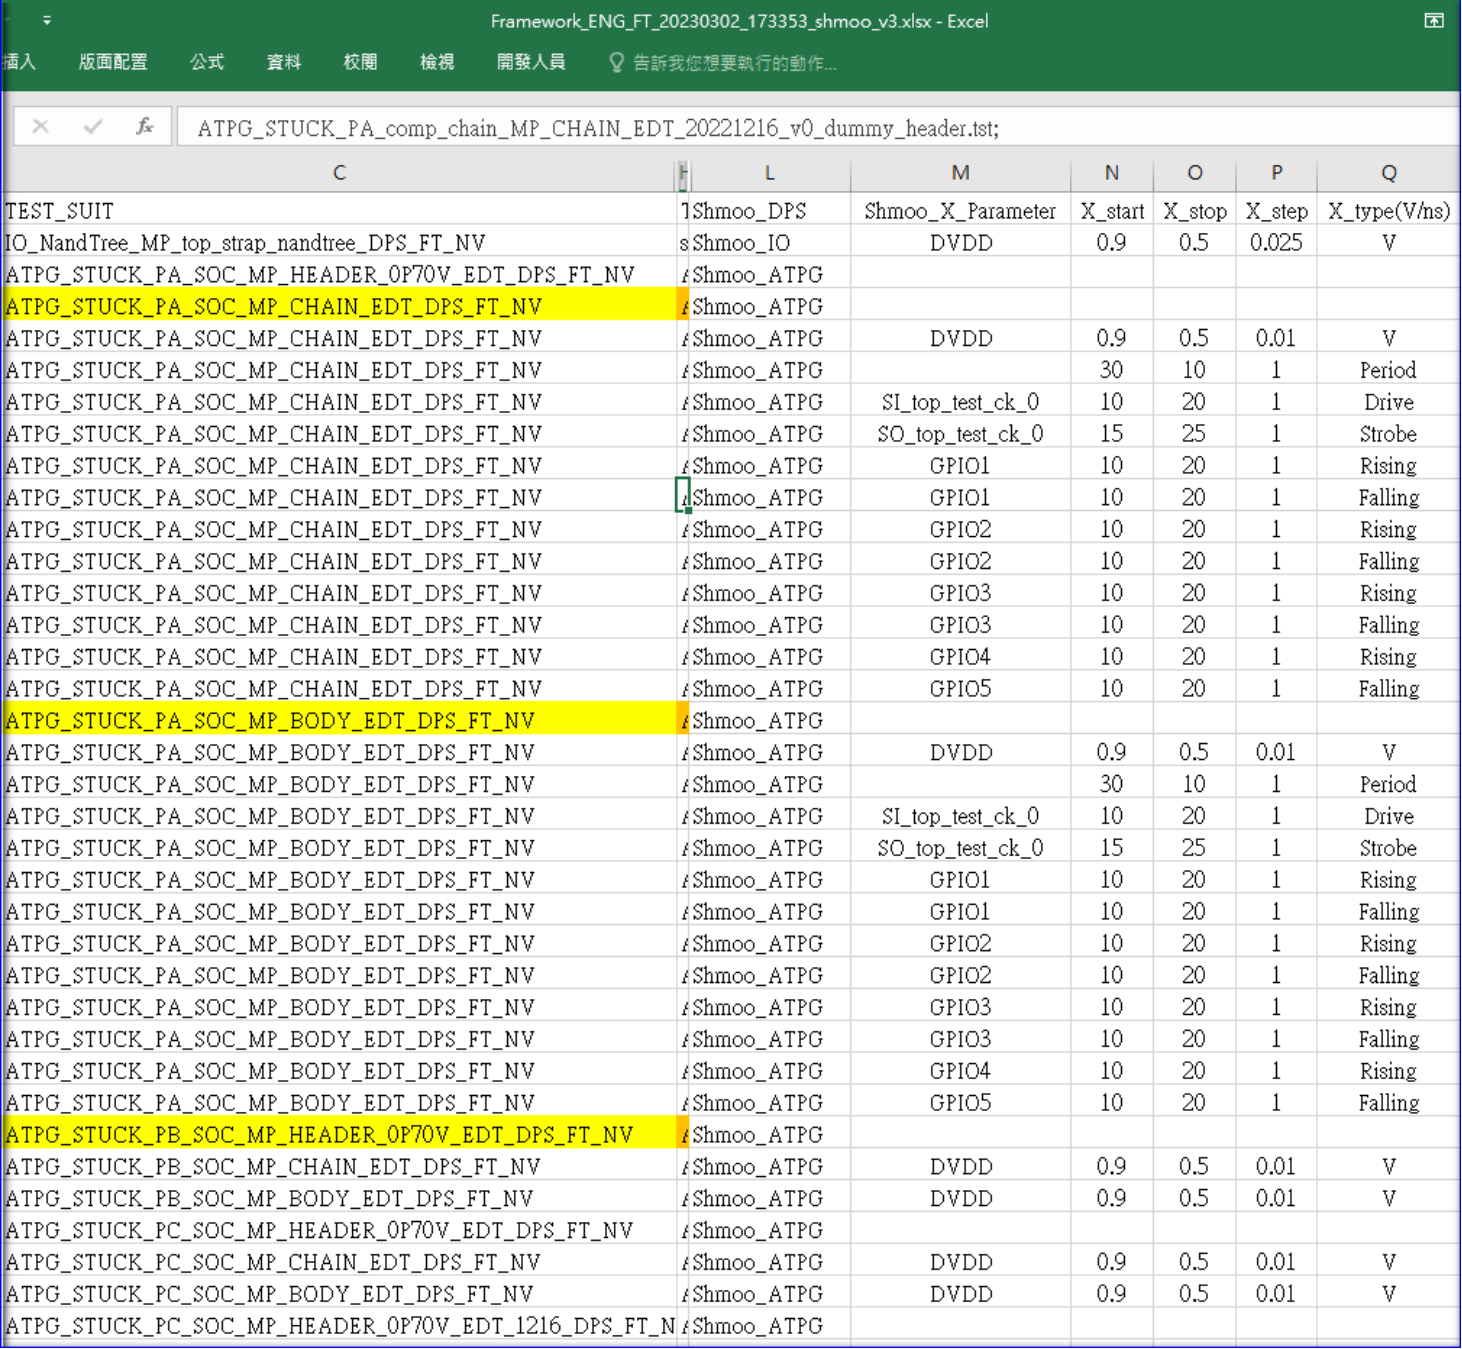 Framework_ENG_FT_20230302_173353_shmoo_v3.xlsx - Excel
插入 版面配置 公式 資料 校閱 檢視 開發人員 告訴我您想要執行的動作...
fx ATPG_STUCK_PA_comp_chain_MP_CHAIN_EDT_20221216_v0_dummy_header.tst;
C H L M N O P Q
TEST_SUIT Shmoo_DPS Shmoo_X_Parameter X_start X_stop X_step X_type(V/ns)
IO_NandTree_MP_top_strap_nandtree_DPS_FT_NV s Shmoo_IO DVDD 0.9 0.5 0.025 V
ATPG_STUCK_PA_SOC_MP_HEADER_0P70V_EDT_DPS_FT_NV Shmoo_ATPG
ATPG_STUCK_PA_SOC_MP_CHAIN_EDT_DPS_FT_NV Shmoo_ATPG
ATPG_STUCK_PA_SOC_MP_CHAIN_EDT_DPS_FT_NV Shmoo_ATPG DVDD 0.9 0.5 0.01 V
ATPG_STUCK_PA_SOC_MP_CHAIN_EDT_DPS_FT_NV Shmoo_ATPG 30 10 1 Period
ATPG_STUCK_PA_SOC_MP_CHAIN_EDT_DPS_FT_NV Shmoo_ATPG SI_top_test_ck_0 10 20 1 Drive
ATPG_STUCK_PA_SOC_MP_CHAIN_EDT_DPS_FT_NV Shmoo_ATPG SO_top_test_ck_0 15 25 1 Strobe
ATPG_STUCK_PA_SOC_MP_CHAIN_EDT_DPS_FT_NV Shmoo_ATPG GPIO1 10 20 1 Rising
ATPG_STUCK_PA_SOC_MP_CHAIN_EDT_DPS_FT_NV Shmoo_ATPG GPIO1 10 20 1 Falling
ATPG_STUCK_PA_SOC_MP_CHAIN_EDT_DPS_FT_NV Shmoo_ATPG GPIO2 10 20 1 Rising
ATPG_STUCK_PA_SOC_MP_CHAIN_EDT_DPS_FT_NV Shmoo_ATPG GPIO2 10 20 1 Falling
ATPG_STUCK_PA_SOC_MP_CHAIN_EDT_DPS_FT_NV Shmoo_ATPG GPIO3 10 20 1 Rising
ATPG_STUCK_PA_SOC_MP_CHAIN_EDT_DPS_FT_NV Shmoo_ATPG GPIO3 10 20 1 Falling
ATPG_STUCK_PA_SOC_MP_CHAIN_EDT_DPS_FT_NV Shmoo_ATPG GPIO4 10 20 1 Rising
ATPG_STUCK_PA_SOC_MP_CHAIN_EDT_DPS_FT_NV Shmoo_ATPG GPIO5 10 20 1 Falling
ATPG_STUCK_PA_SOC_MP_BODY_EDT_DPS_FT_NV Shmoo_ATPG
ATPG_STUCK_PA_SOC_MP_BODY_EDT_DPS_FT_NV Shmoo_ATPG DVDD 0.9 0.5 0.01 V
ATPG_STUCK_PA_SOC_MP_BODY_EDT_DPS_FT_NV Shmoo_ATPG 30 10 1 Period
ATPG_STUCK_PA_SOC_MP_BODY_EDT_DPS_FT_NV Shmoo_ATPG SI_top_test_ck_0 10 20 1 Drive
ATPG_STUCK_PA_SOC_MP_BODY_EDT_DPS_FT_NV Shmoo_ATPG SO_top_test_ck_0 15 25 1 Strobe
ATPG_STUCK_PA_SOC_MP_BODY_EDT_DPS_FT_NV Shmoo_ATPG GPIO1 10 20 1 Rising
ATPG_STUCK_PA_SOC_MP_BODY_EDT_DPS_FT_NV Shmoo_ATPG GPIO1 10 20 1 Falling
ATPG_STUCK_PA_SOC_MP_BODY_EDT_DPS_FT_NV Shmoo_ATPG GPIO2 10 20 1 Rising
ATPG_STUCK_PA_SOC_MP_BODY_EDT_DPS_FT_NV Shmoo_ATPG GPIO2 10 20 1 Falling
ATPG_STUCK_PA_SOC_MP_BODY_EDT_DPS_FT_NV Shmoo_ATPG GPIO3 10 20 1 Rising
ATPG_STUCK_PA_SOC_MP_BODY_EDT_DPS_FT_NV Shmoo_ATPG GPIO3 10 20 1 Falling
ATPG_STUCK_PA_SOC_MP_BODY_EDT_DPS_FT_NV Shmoo_ATPG GPIO4 10 20 1 Rising
ATPG_STUCK_PA_SOC_MP_BODY_EDT_DPS_FT_NV Shmoo_ATPG GPIO5 10 20 1 Falling
ATPG_STUCK_PB_SOC_MP_HEADER_0P70V_EDT_DPS_FT_NV Shmoo_ATPG
ATPG_STUCK_PB_SOC_MP_CHAIN_EDT_DPS_FT_NV Shmoo_ATPG DVDD 0.9 0.5 0.01 V
ATPG_STUCK_PB_SOC_MP_BODY_EDT_DPS_FT_NV Shmoo_ATPG DVDD 0.9 0.5 0.01 V
ATPG_STUCK_PC_SOC_MP_HEADER_0P70V_EDT_DPS_FT_NV Shmoo_ATPG
ATPG_STUCK_PC_SOC_MP_CHAIN_EDT_DPS_FT_NV Shmoo_ATPG DVDD 0.9 0.5 0.01 V
ATPG_STUCK_PC_SOC_MP_BODY_EDT_DPS_FT_NV Shmoo_ATPG DVDD 0.9 0.5 0.01 V
ATPG_STUCK_PC_SOC_MP_HEADER_0P70V_EDT_1216_DPS_FT_N Shmoo_ATPG